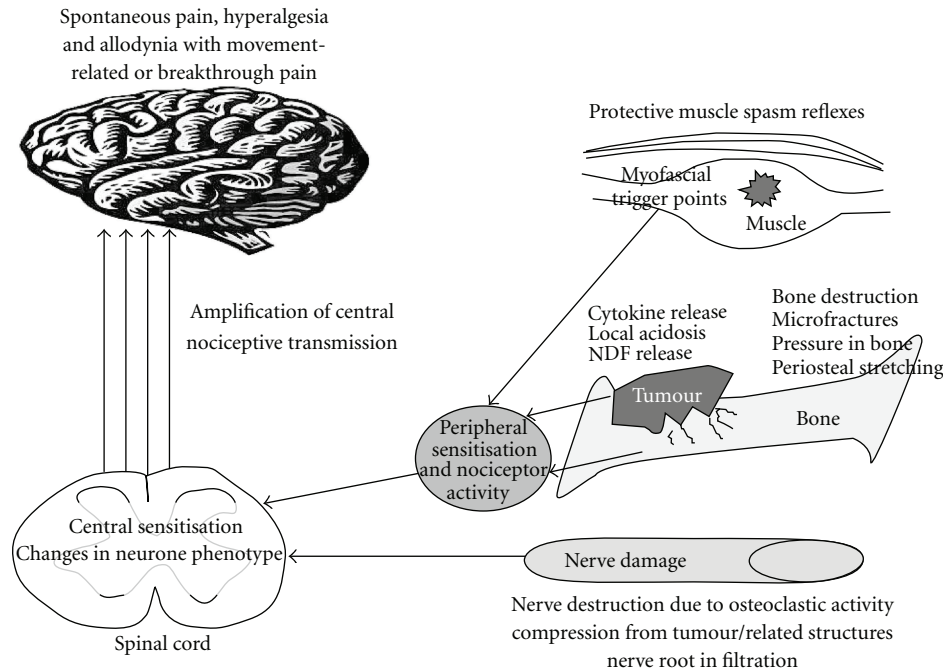 Spontaneous pain, hyperalgesia
and allodynia with movement-
related or breakthrough pain
Protective muscle spasm reflexes
Myofascial
trigger points
Muscle
Amplification of central
nociceptive transmission
Cytokine release
Local acidosis
NDF release
Bone destruction
Microfractures
Pressure in bone
Periosteal stretching
Tumour
Bone
Peripheral
sensitisation
and nociceptor
activity
Central sensitisation
Changes in neurone phenotype
Spinal cord
Nerve damage
Nerve destruction due to osteoclastic activity
compression from tumour/related structures
nerve root in filtration